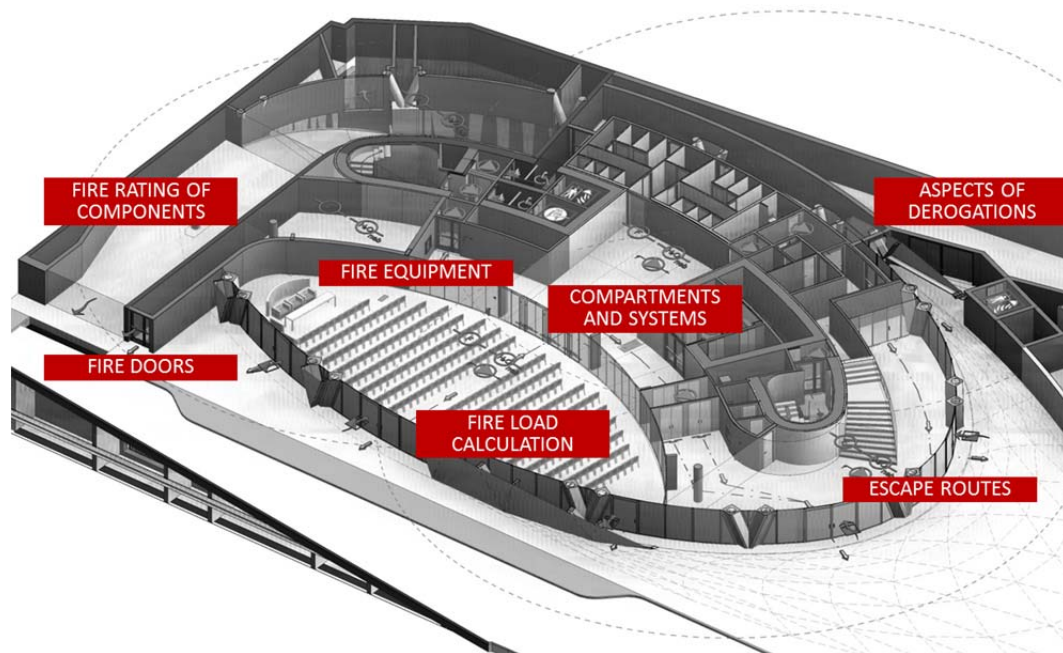 FIRE RATING OF
COMPONENTS
ASPECTS OF
DEROGATIONS
FIRE EQUIPMENT
COMPARTMENTS
AND SYSTEMS
FIRE DOORS
FIRE LOAD
CALCULATION
ESCAPE ROUTES